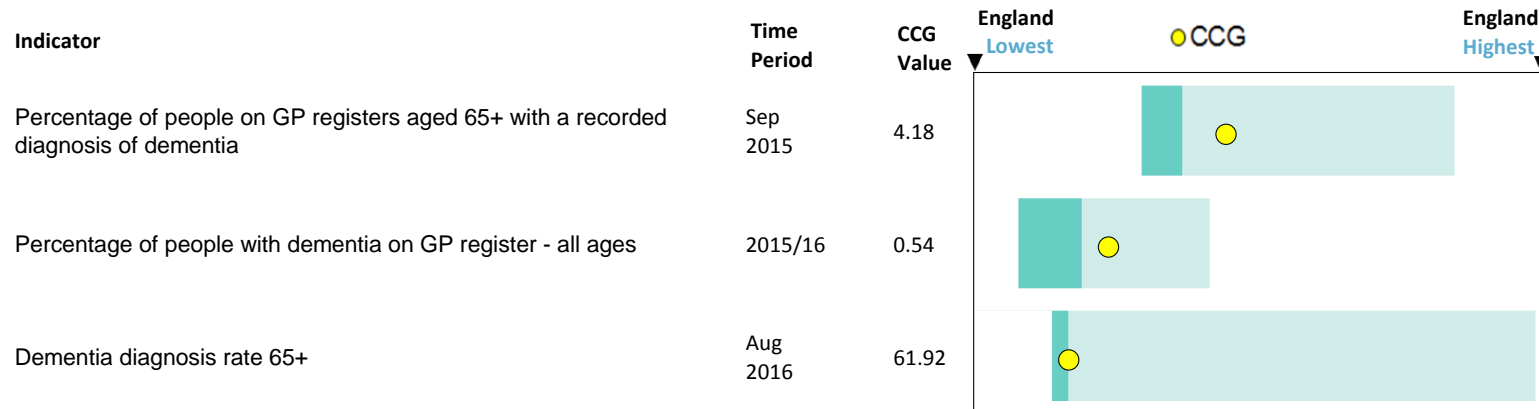 Indicator
Time
Period
CCG
Value
England
Lowest
CCG
England
Highest
Percentage of people on GP registers aged 65+ with a recorded
diagnosis of dementia
Sep
2015
4.18
Percentage of people with dementia on GP register - all ages
2015/16
0.54
Dementia diagnosis rate 65+
Aug
2016
61.92